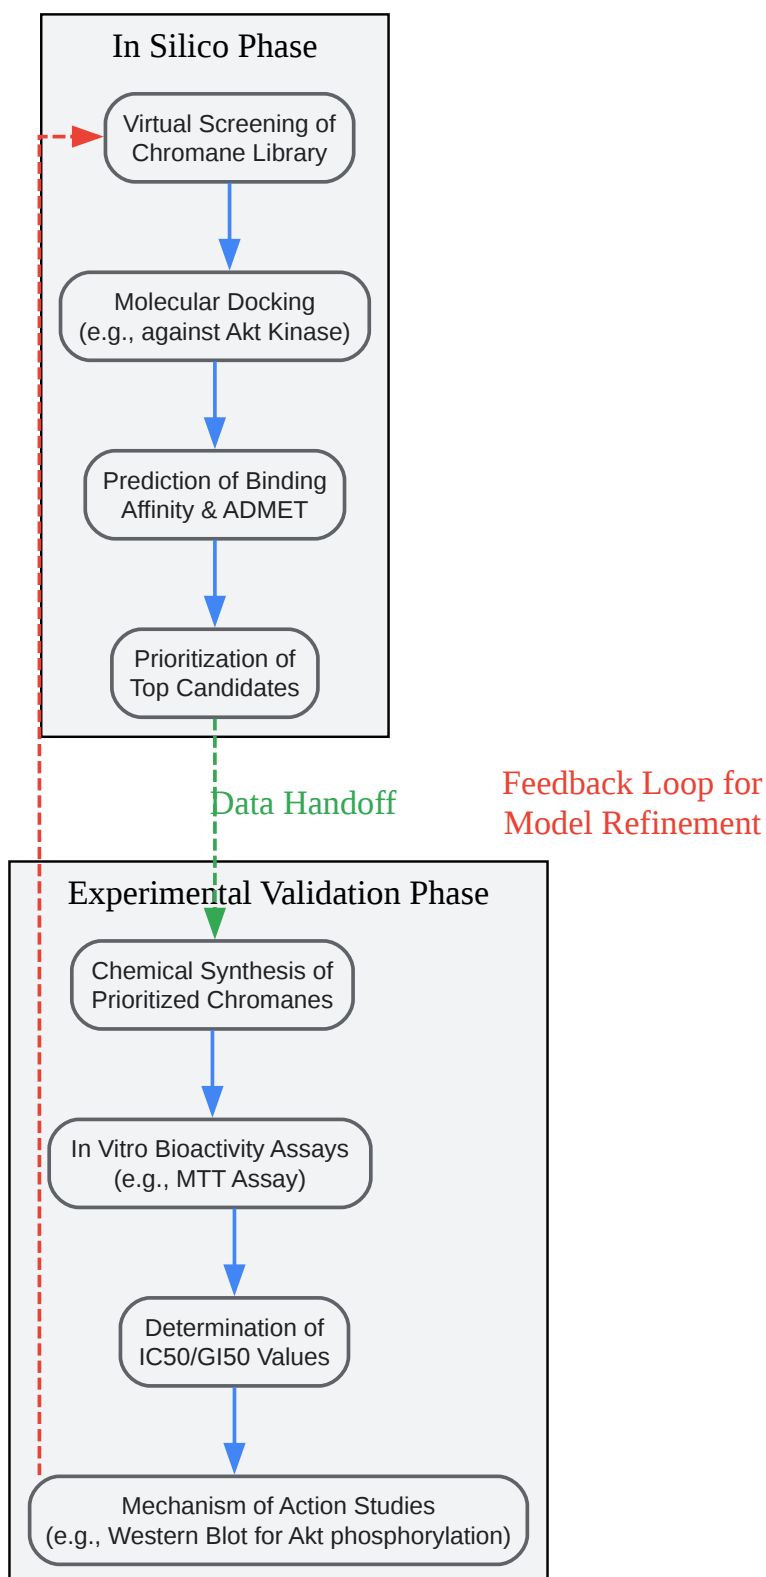 In Silico Phase
Virtual Screening of
Chromane Library
Molecular Docking
(e.g., against Akt Kinase)
Prediction of Binding
Affinity & ADMET
Prioritization of
Top Candidates
Data Handoff
Feedback Loop for
Model Refinement
Experimental Validation Phase
Chemical Synthesis of
Prioritized Chromanes
In Vitro Bioactivity Assays
(e.g., MTT Assay)
Determination of
IC50/GI50 Values
Mechanism of Action Studies
(e.g., Western Blot for Akt phosphorylation)